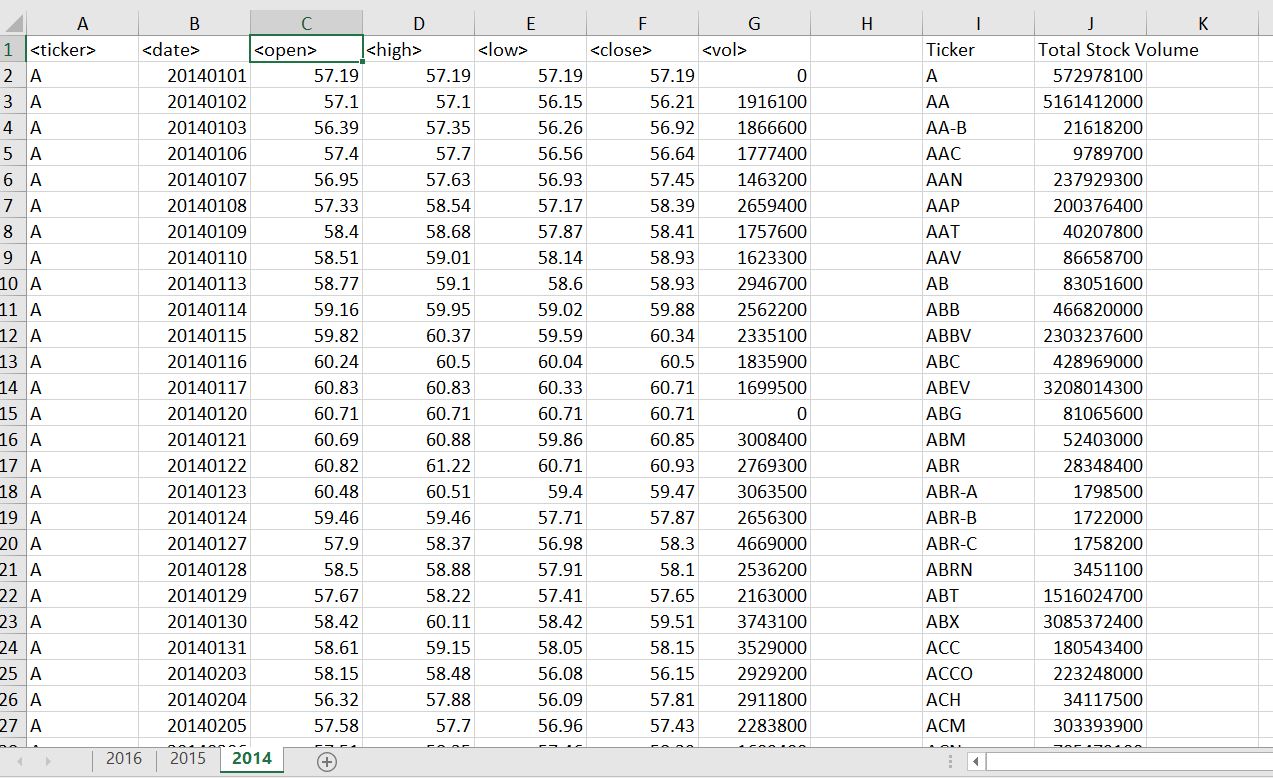 A B C D E F G H I J K
1 <ticker> <date> <open> <high> <low> <close> <vol> Ticker Total Stock Volume
2 A 20140101 57.19 57.19 57.19 57.19 0 A 572978100
3 A 20140102 57.1 57.1 56.15 56.21 1916100 AA 5161412000
4 A 20140103 56.39 57.35 56.26 56.92 1866600 AA-B 21618200
5 A 20140106 57.4 57.7 56.56 56.64 1777400 AAC 9789700
6 A 20140107 56.95 57.63 56.93 57.45 1463200 AAN 237929300
7 A 20140108 57.33 58.54 57.17 58.39 2659400 AAP 200376400
8 A 20140109 58.4 58.68 57.87 58.41 1757600 AAT 40207800
9 A 20140110 58.51 59.01 58.14 58.93 1623300 AAV 86658700
10 A 20140113 58.77 59.1 58.6 58.93 2946700 AB 83051600
11 A 20140114 59.16 59.95 59.02 59.88 2562200 ABB 466820000
12 A 20140115 59.82 60.37 59.59 60.34 2335100 ABBV 2303237600
13 A 20140116 60.24 60.5 60.04 60.5 1835900 ABC 428969000
14 A 20140117 60.83 60.83 60.33 60.71 1699500 ABEV 3208014300
15 A 20140120 60.71 60.71 60.71 60.71 0 ABG 81065600
16 A 20140121 60.69 60.88 59.86 60.85 3008400 ABM 52403000
17 A 20140122 60.82 61.22 60.71 60.93 2769300 ABR 28348400
18 A 20140123 60.48 60.51 59.4 59.47 3063500 ABR-A 1798500
19 A 20140124 59.46 59.46 57.71 57.87 2656300 ABR-B 1722000
20 A 20140127 57.9 58.37 56.98 58.3 4669000 ABR-C 1758200
21 A 20140128 58.5 58.88 57.91 58.1 2536200 ABRN 3451100
22 A 20140129 57.67 58.22 57.41 57.65 2163000 ABT 1516024700
23 A 20140130 58.42 60.11 58.42 59.51 3743100 ABX 3085372400
24 A 20140131 58.61 59.15 58.05 58.15 3529000 ACC 180543400
25 A 20140203 58.15 58.48 56.08 56.15 2929200 ACCO 223248000
26 A 20140204 56.32 57.88 56.09 57.81 2911800 ACH 34117500
27 A 20140205 57.58 57.7 56.96 57.43 2283800 ACM 303393900
2016 2015 2014